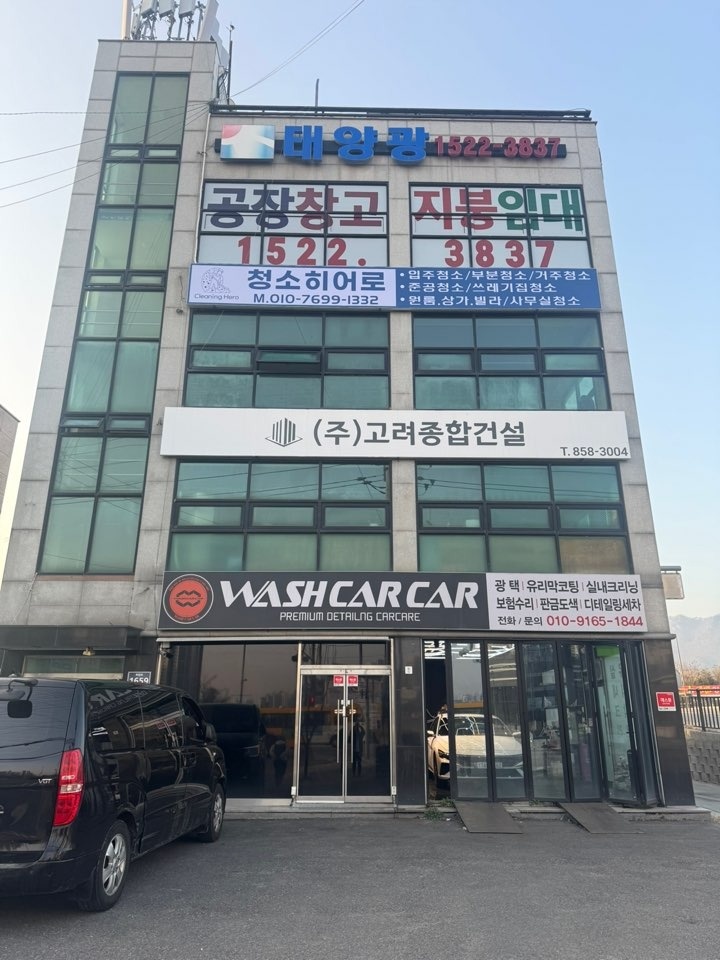 태양광 1522-3837
공장창고 지붕임대
1522. 3837
Cleaning Hero
청소히어로
M.010-7699-1332
• 입주청소/부분청소/거주청소
• 준공청소/쓰레기집청소
• 원룸,상가,빌라/사무실청소
(주)고려종합건설
T. 858-3004
WASHCARCAR
PREMIUM DETAILNG CARCARE
광택 | 유리막코팅 | 실내크리닝
보험수리 | 판금도색 | 디테일링세차
전화 / 문의 010-9165-1844
1659
VGT